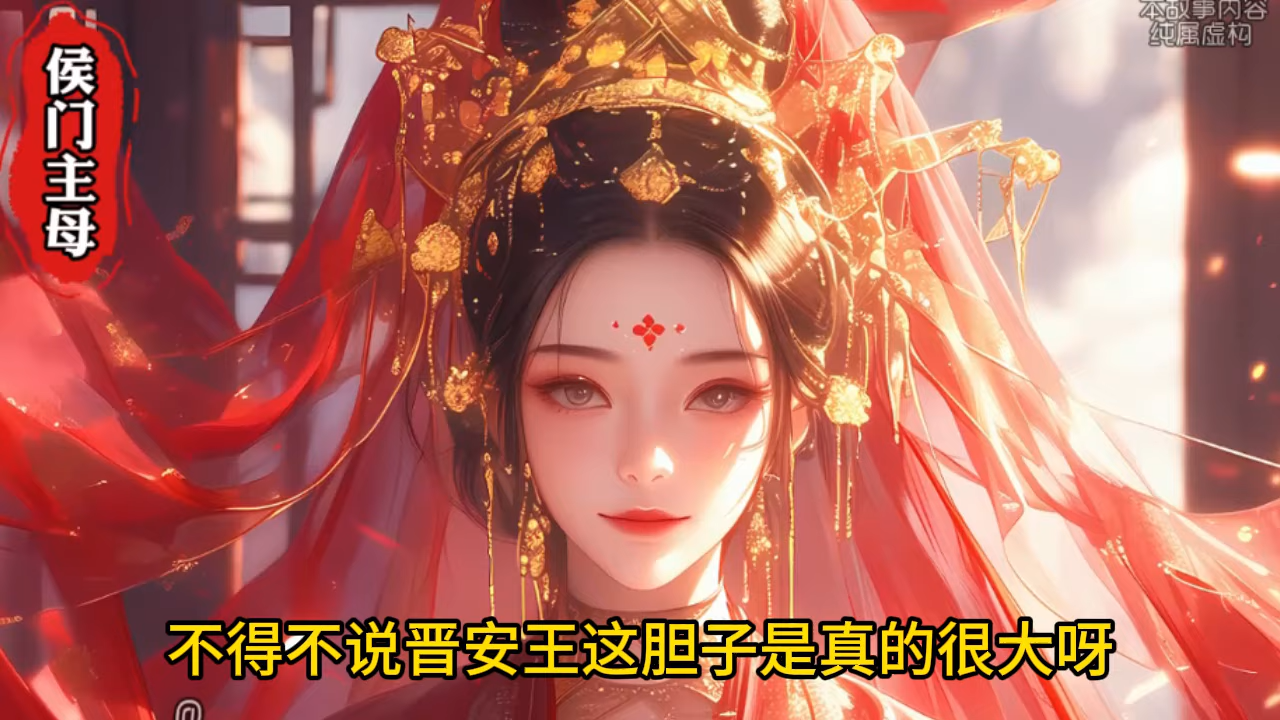 侯门主母
本故事内容
纯属虚构
不得不说晋安王这胆子是真的很大呀
@